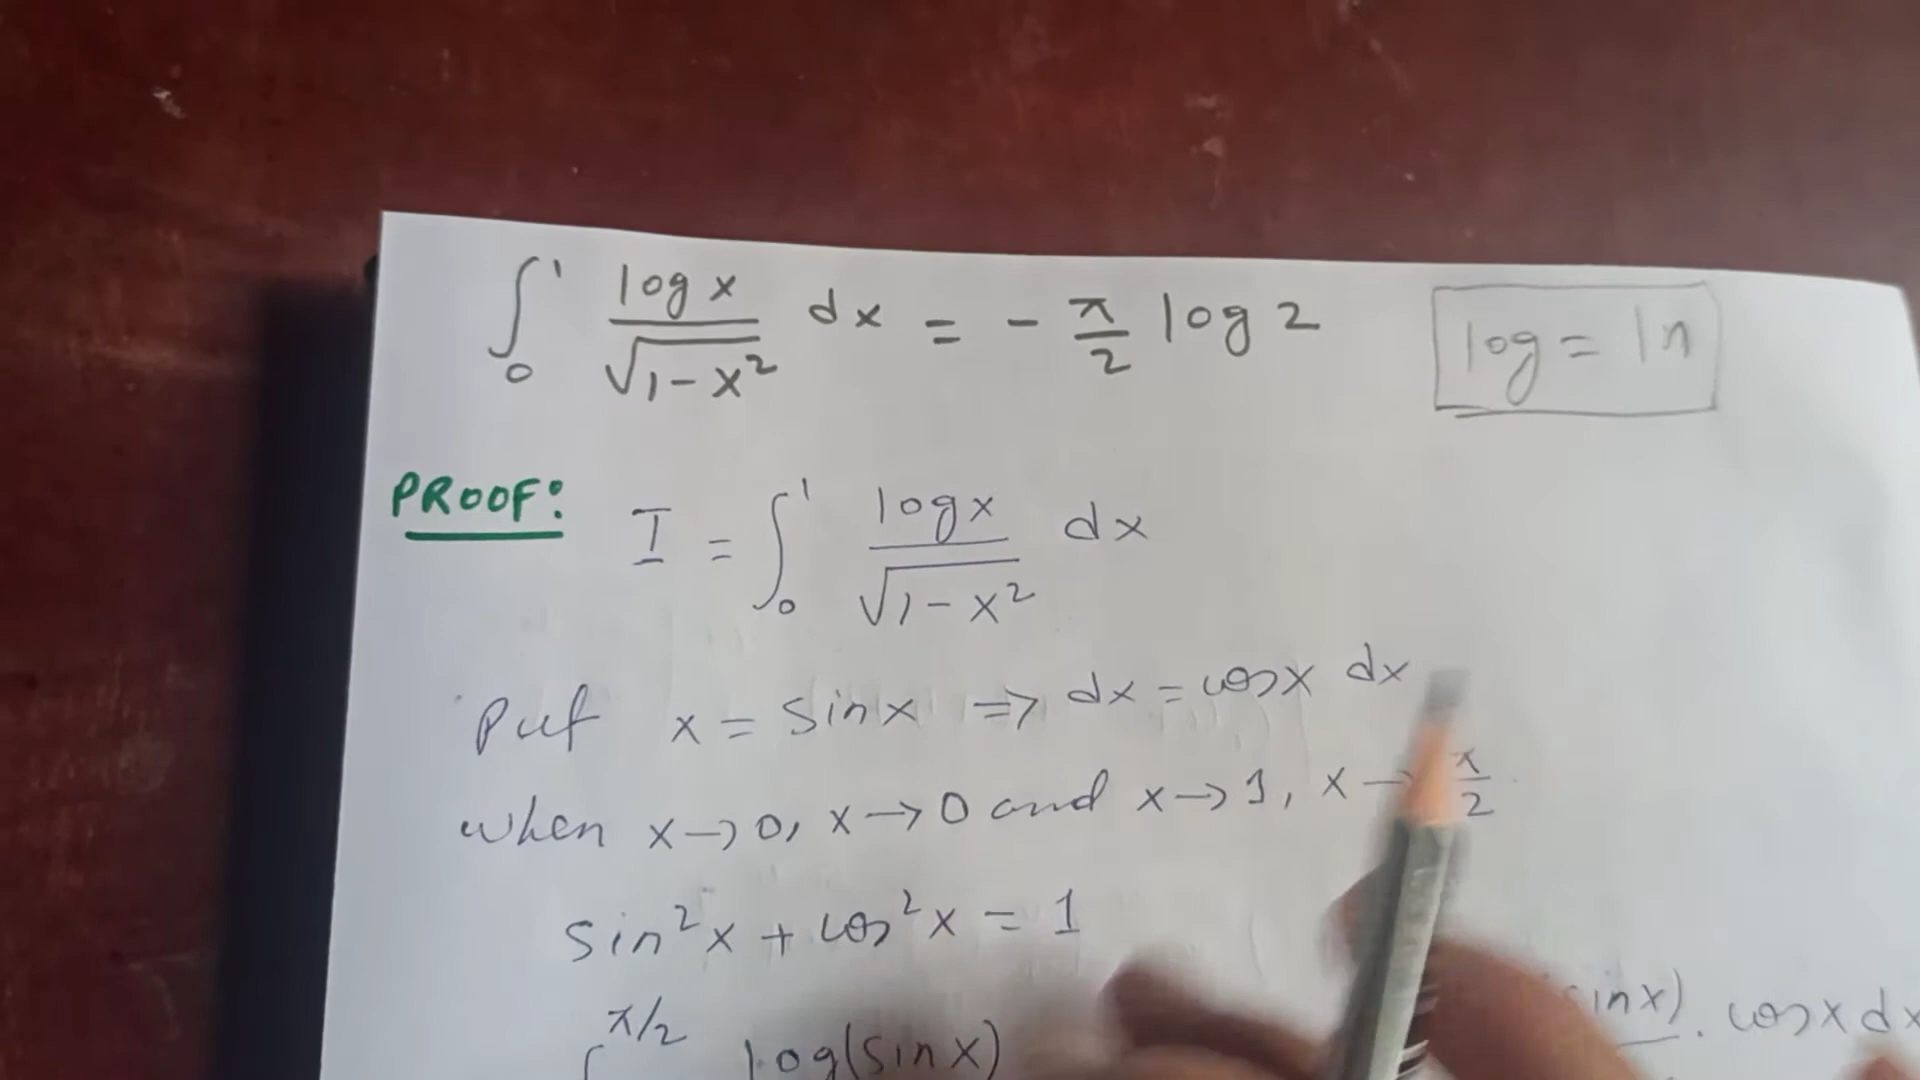 ∫₀¹ log x / √(1-x²) dx = - π/2 log 2
log = ln
PROOF: I = ∫₀¹ log x / √(1-x²) dx
Put x = sin x ⇒ dx = cos x dx
when x → 0, x → 0 and x → 1, x → π/2
sin²x + cos²x = 1
π/2 log(sin x) inx) . cos x dx